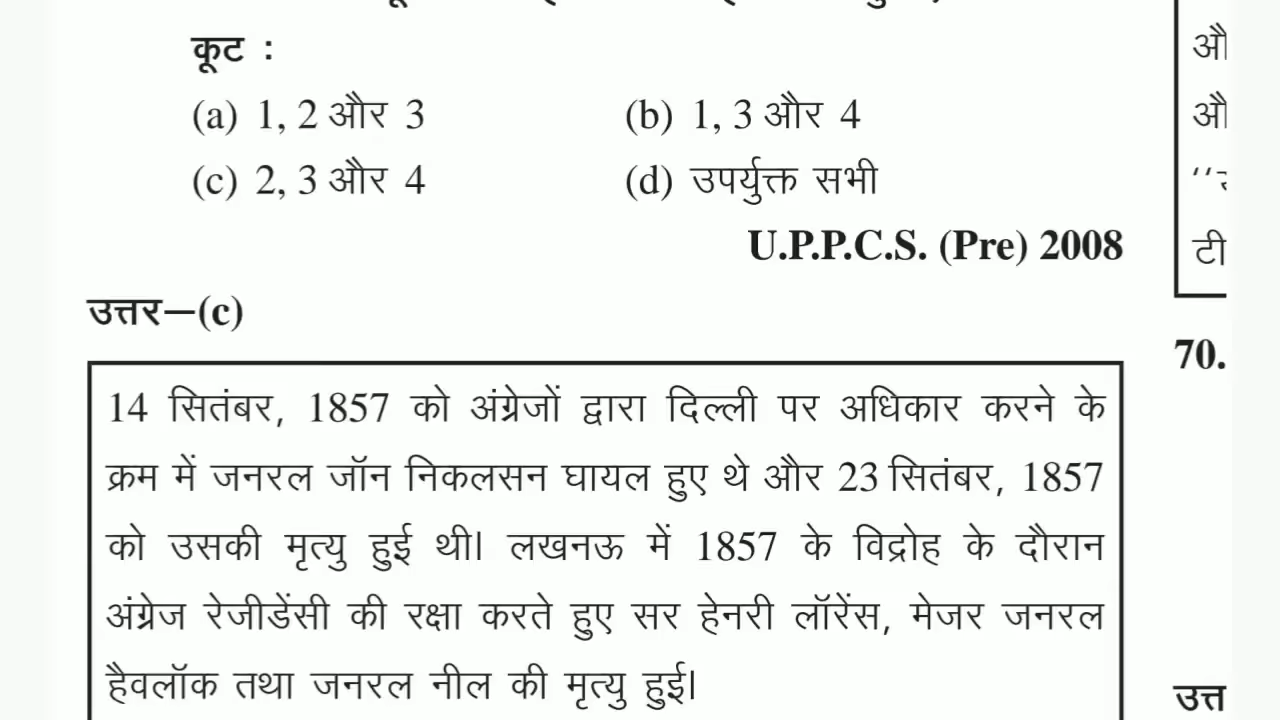 कूट :
(a) 1, 2 और 3 (b) 1, 3 और 4
(c) 2, 3 और 4 (d) उपर्युक्त सभी
U.P.P.C.S. (Pre) 2008
उत्तर—(c)
14 सितंबर, 1857 को अंग्रेजों द्वारा दिल्ली पर अधिकार करने के
क्रम में जनरल जॉन निकलसन घायल हुए थे और 23 सितंबर, 1857
को उसकी मृत्यु हुई थी। लखनऊ में 1857 के विद्रोह के दौरान
अंग्रेज रेजीडेंसी की रक्षा करते हुए सर हेनरी लॉरेंस, मेजर जनरल
हैवलॉक तथा जनरल नील की मृत्यु हुई।
औ
औ
टी
70.
उत्त